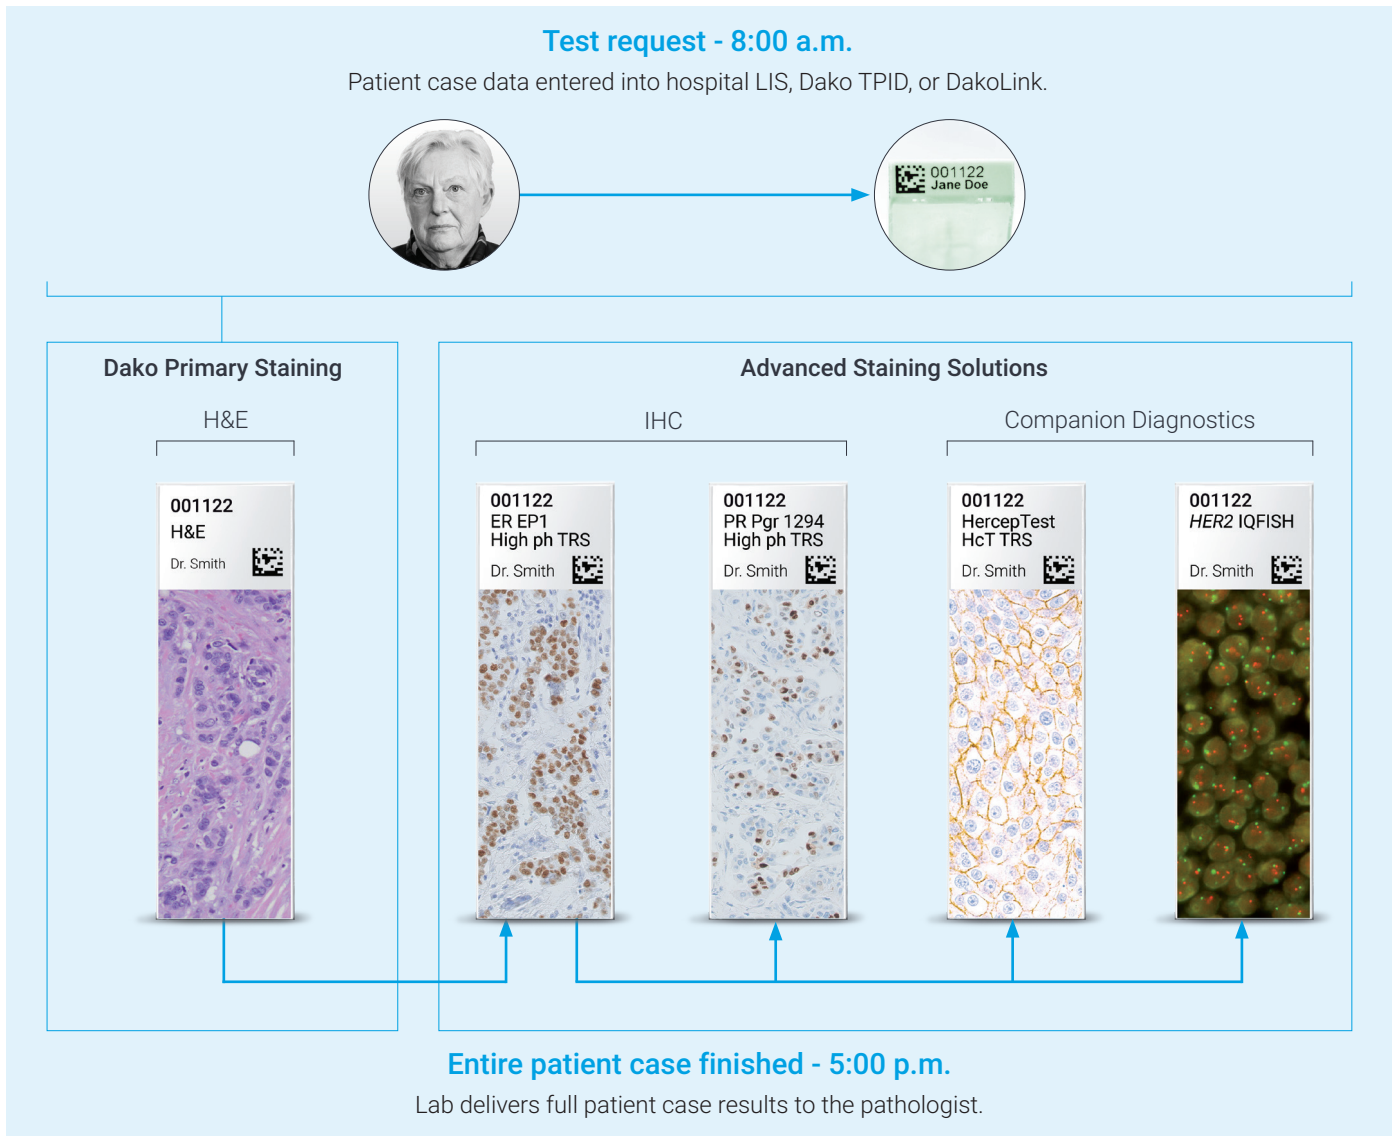 Test request - 8:00 a.m.
Patient case data entered into hospital LIS, Dako TPID, or DakoLink.
001122
Jane Doe
Dako Primary Staining
H&E
001122
H&E
Dr. Smith
Advanced Staining Solutions
IHC
001122
ER EP1
High ph TRS
Dr. Smith
001122
PR Pgr 1294
High ph TRS
Dr. Smith
Companion Diagnostics
001122
HercepTest
HcT TRS
Dr. Smith
001122
HER2 IQFISH
Dr. Smith
Entire patient case finished - 5:00 p.m.
Lab delivers full patient case results to the pathologist.